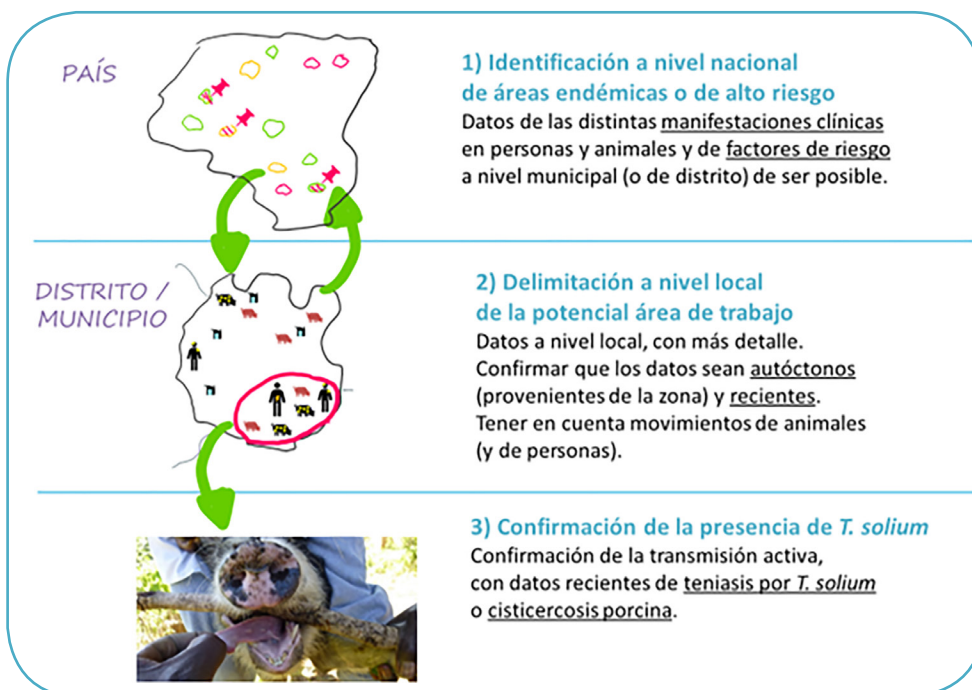 PAÍS
1) Identificación a nivel nacional
de áreas endémicas o de alto riesgo
Datos de las distintas manifestaciones clínicas
en personas y animales y de factores de riesgo
a nivel municipal (o de distrito) de ser posible.
DISTRITO /
MUNICIPIO
2) Delimitación a nivel local
de la potencial área de trabajo
Datos a nivel local, con más detalle.
Confirmar que los datos sean autóctonos
(provenientes de la zona) y recientes.
Tener en cuenta movimientos de animales
(y de personas).
3) Confirmación de la presencia de T. solium
Confirmación de la transmisión activa,
con datos recientes de teniasis por T. solium
o cisticercosis porcina.